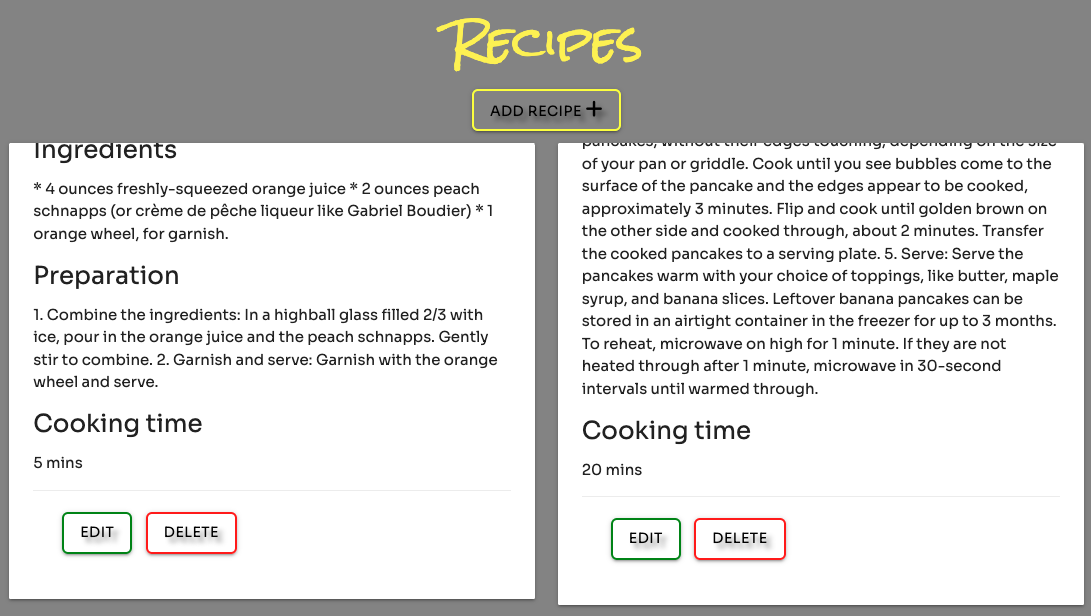 Recipes
ADD RECIPE +
Ingredients
* 4 ounces freshly-squeezed orange juice * 2 ounces peach
schnapps (or crème de pêche liqueur like Gabriel Boudier) * 1
orange wheel, for garnish.
Preparation
1. Combine the ingredients: In a highball glass filled 2/3 with
ice, pour in the orange juice and the peach schnapps. Gently
stir to combine. 2. Garnish and serve: Garnish with the orange
wheel and serve.
Cooking time
5 mins
EDIT
DELETE
pancakes, without their edges touching, depending on the size
of your pan or griddle. Cook until you see bubbles come to the
surface of the pancake and the edges appear to be cooked,
approximately 3 minutes. Flip and cook until golden brown on
the other side and cooked through, about 2 minutes. Transfer
the cooked pancakes to a serving plate. 5. Serve: Serve the
pancakes warm with your choice of toppings, like butter, maple
syrup, and banana slices. Leftover banana pancakes can be
stored in an airtight container in the freezer for up to 3 months.
To reheat, microwave on high for 1 minute. If they are not
heated through after 1 minute, microwave in 30-second
intervals until warmed through.
Cooking time
20 mins
EDIT
DELETE